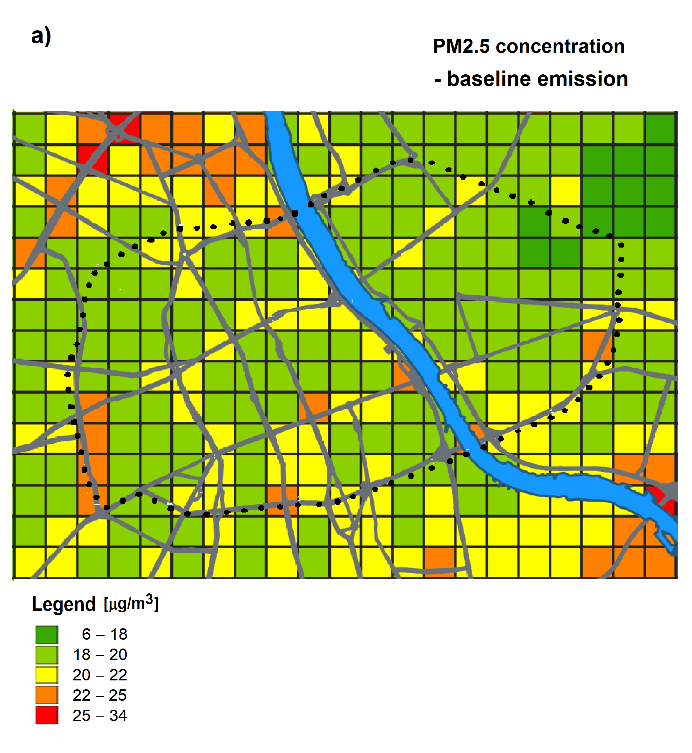 a)
PM2.5 concentration
- baseline emission
Legend [µg/m³]
6 – 18
18 – 20
20 – 22
22 – 25
25 – 34